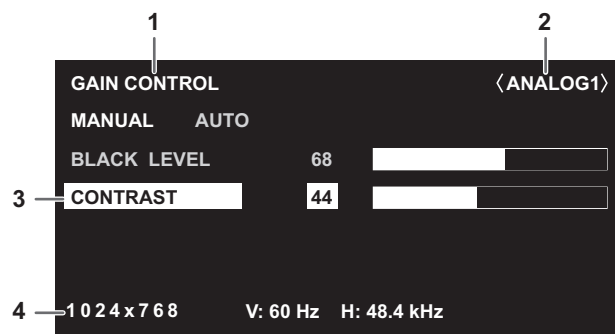 1 2
GAIN CONTROL 〈ANALOG1〉
MANUAL AUTO
BLACK LEVEL 68
3 CONTRAST 44
4 1024x768 V: 60 Hz H: 48.4 kHz